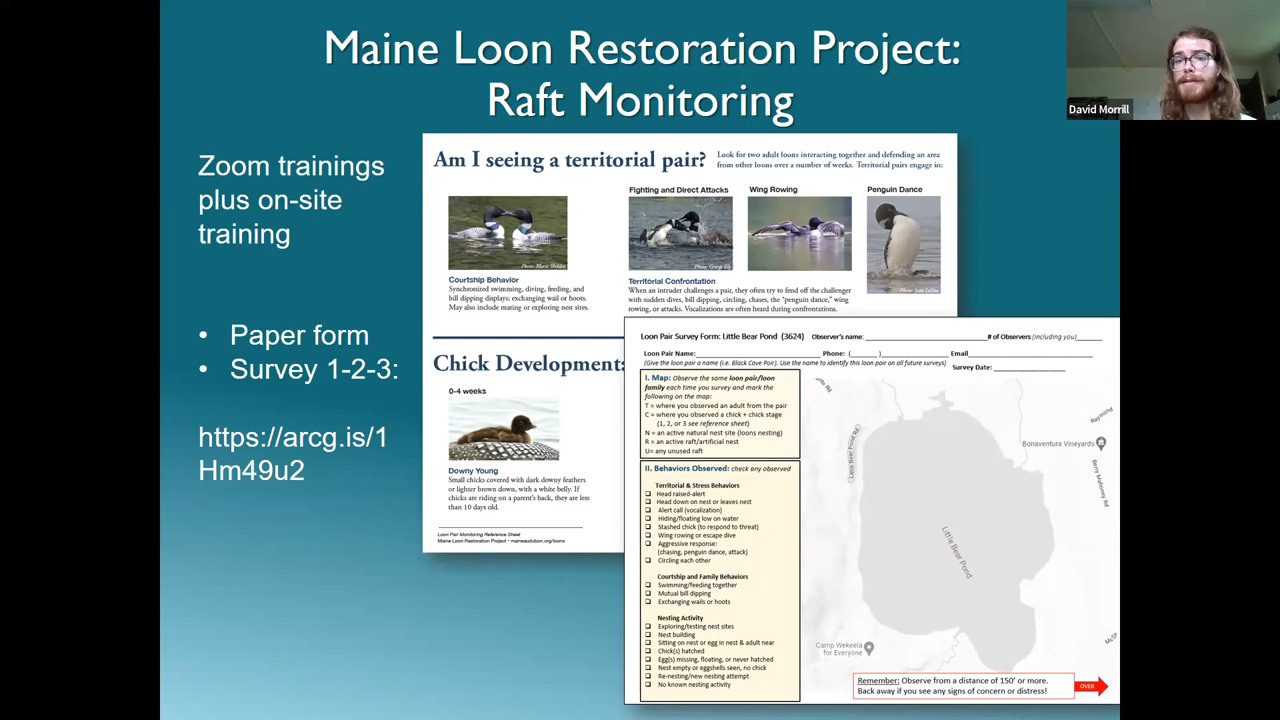 Maine Loon Restoration Project:
Raft Monitoring
David Morrill
Zoom trainings
plus on-site
training
• Paper form
• Survey 1-2-3:
https://arcg.is/1
Hm49u2
Am I seeing a territorial pair?
Look for two adult loons interacting together and defending an area
from other loons over a number of weeks. Territorial pairs engage in:
Fighting and Direct Attacks
Wing Rowing
Penguin Dance
Courtship Behavior
Synchronized swimming, diving, feeding, and
bill dipping displays; exchanging wail or hoots.
May also include mating or exploring nest sites.
Territorial Confrontation
When an intruder challenges a pair, they often try to fend off the challenger
with sudden dives, bill dipping, circling, chases, the "penguin dance," wing
rowing, or attacks. Vocalizations are often heard during confrontations.
Chick Development:
0-4 weeks
Downy Young
Small chicks covered with dark downy feathers
or lighter brown down, with a white belly. If
chicks are riding on a parent's back, they are less
than 10 days old.
Loon Pair Monitoring Reference Sheet
Maine Loon Restoration Project • maineaudubon.org/loons
Loon Pair Survey Form: Little Bear Pond (3624) Observer's name: # of Observers (including you)
Loon Pair Name: Phone: ( ) Email
(Give the loon pair a name (i.e. Black Cove Pair). Use the name to identify this loon pair on all future surveys)
Survey Date:
I. Map: Observe the same loon pair/loon
family each time you survey and mark the
following on the map:
T = where you observed an adult from the pair
C = where you observed a chick + chick stage
(1, 2, or 3 see reference sheet)
N = an active natural nest site (loons nesting)
R = an active raft/artificial nest
U= any unused raft
II. Behaviors Observed: check any observed
Territorial & Stress Behaviors
Head raised-alert
Head down on nest or leaves nest
Alert call (vocalization)
Hiding/floating low on water
Stashed chick (to respond to threat)
Wing rowing or escape dive
Aggressive response:
(chasing, penguin dance, attack)
Circling each other
Courtship and Family Behaviors
Swimming/feeding together
Mutual bill dipping
Exchanging wails or hoots
Nesting Activity
Exploring/testing nest sites
Nest building
Sitting on nest or egg in nest & adult near
Chick(s) hatched
Egg(s) missing, floating, or never hatched
Nest empty or eggshells seen, no chick
Re-nesting/new nesting attempt
No known nesting activity
Little Bear Pond Rd
Raymond
Bonaventura Vineyards
Berry Mahoney Rd
Little Bear Pond
Camp Wekeela
for Everyone
Remember: Observe from a distance of 150' or more.
Back away if you see any signs of concern or distress!
OVER